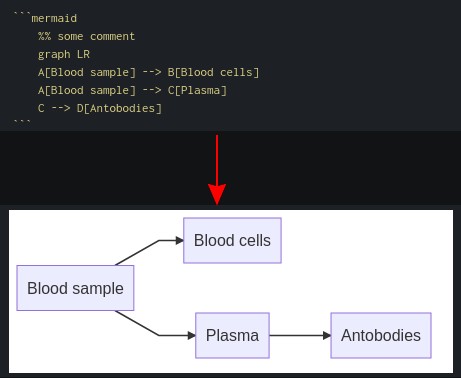 ```mermaid
    %% some comment
    graph LR
    A[Blood sample] --> B[Blood cells]
    A[Blood sample] --> C[Plasma]
    C --> D[Antobodies]
```
Blood cells
Blood sample
Plasma
Antobodies